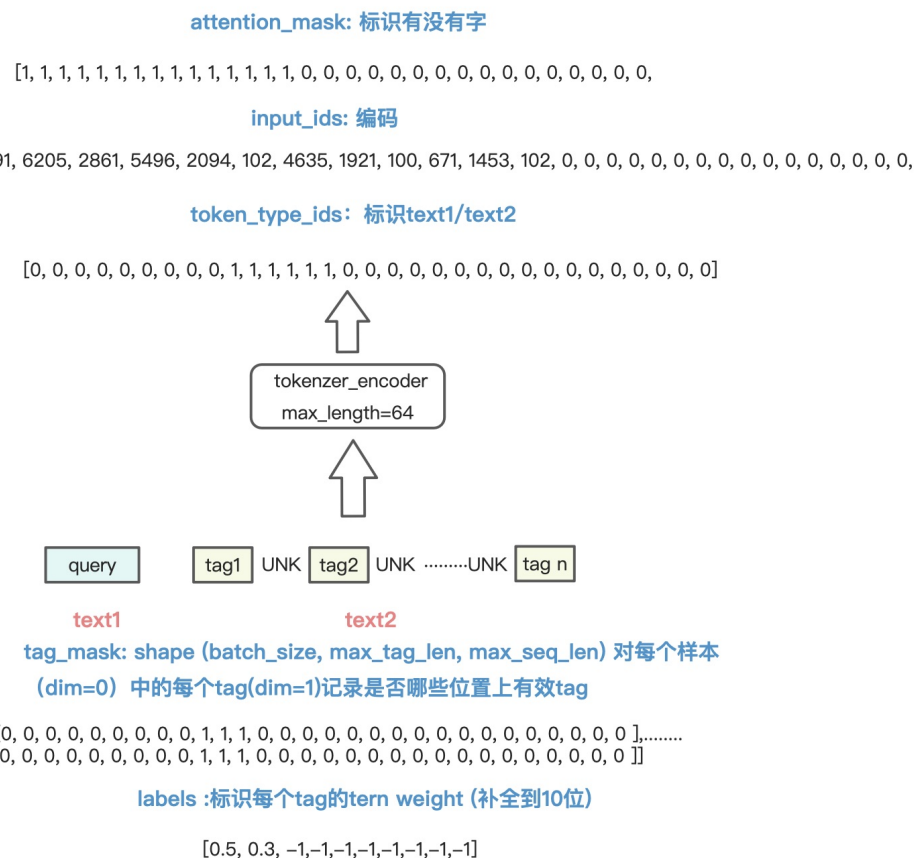 attention_mask: 标识有没有字
[1, 1, 1, 1, 1, 1, 1, 1, 1, 1, 1, 1, 1, 1, 1, 0, 0, 0, 0, 0, 0, 0, 0, 0, 0, 0, 0, 0, 0, 0, 0,
input_ids: 编码
91, 6205, 2861, 5496, 2094, 102, 4635, 1921, 100, 671, 1453, 102, 0, 0, 0, 0, 0, 0, 0, 0, 0, 0, 0, 0, 0, 0, 0, 0,
token_type_ids：标识text1/text2
[0, 0, 0, 0, 0, 0, 0, 0, 0, 1, 1, 1, 1, 1, 1, 0, 0, 0, 0, 0, 0, 0, 0, 0, 0, 0, 0, 0, 0, 0, 0, 0]
tokenzer_encoder
max_length=64
query tag1 UNK tag2 UNK ·········UNK tag n
text1 text2
tag_mask: shape (batch_size, max_tag_len, max_seq_len) 对每个样本
（dim=0）中的每个tag(dim=1)记录是否哪些位置上有效tag
[0, 0, 0, 0, 0, 0, 0, 0, 0, 1, 1, 1, 0, 0, 0, 0, 0, 0, 0, 0, 0, 0, 0, 0, 0, 0, 0, 0, 0 ],........
0, 0, 0, 0, 0, 0, 0, 0, 0, 1, 1, 1, 0, 0, 0, 0, 0, 0, 0, 0, 0, 0, 0, 0, 0, 0, 0, 0, 0 ]]
labels :标识每个tag的tern weight (补全到10位)
[0.5, 0.3, –1,–1,–1,–1,–1,–1,–1,–1]